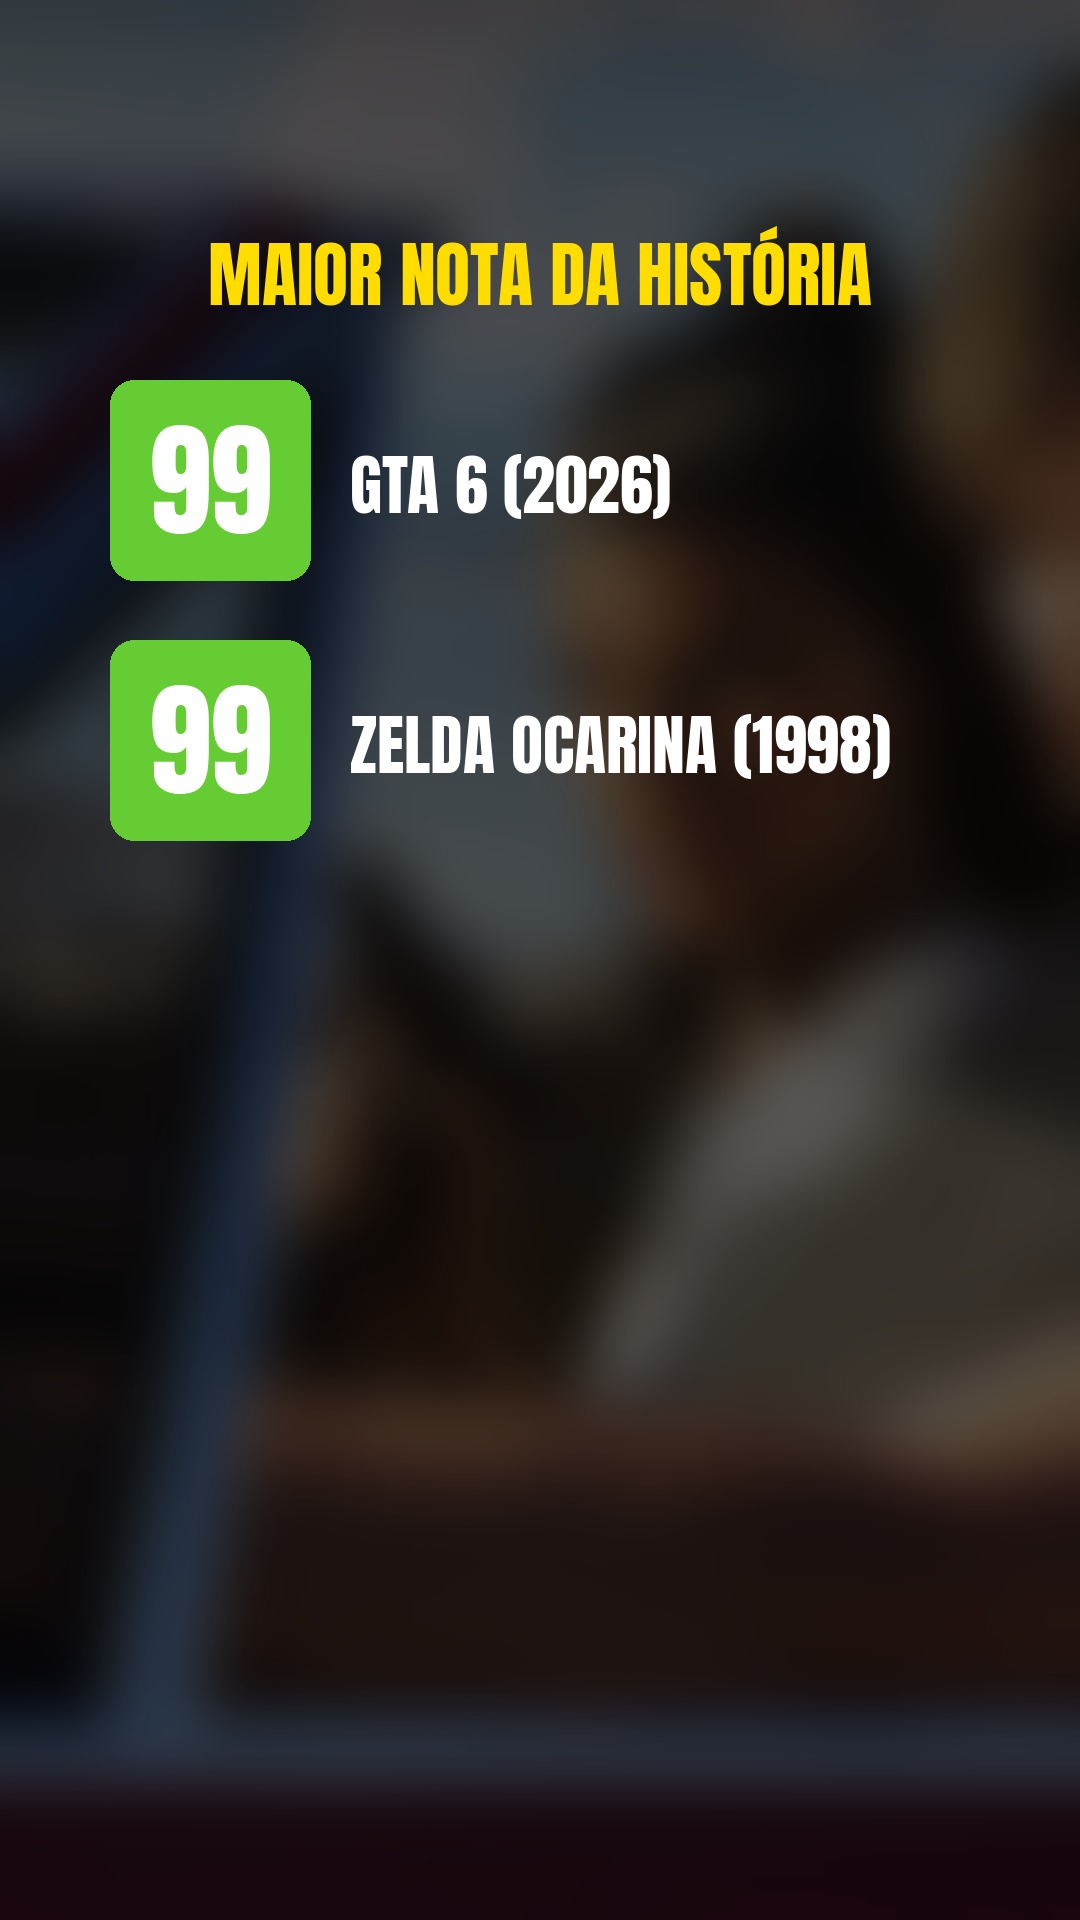 MAIOR NOTA DA HISTÓRIA
99
GTA 6 (2026)
99
ZELDA OCARINA (1998)